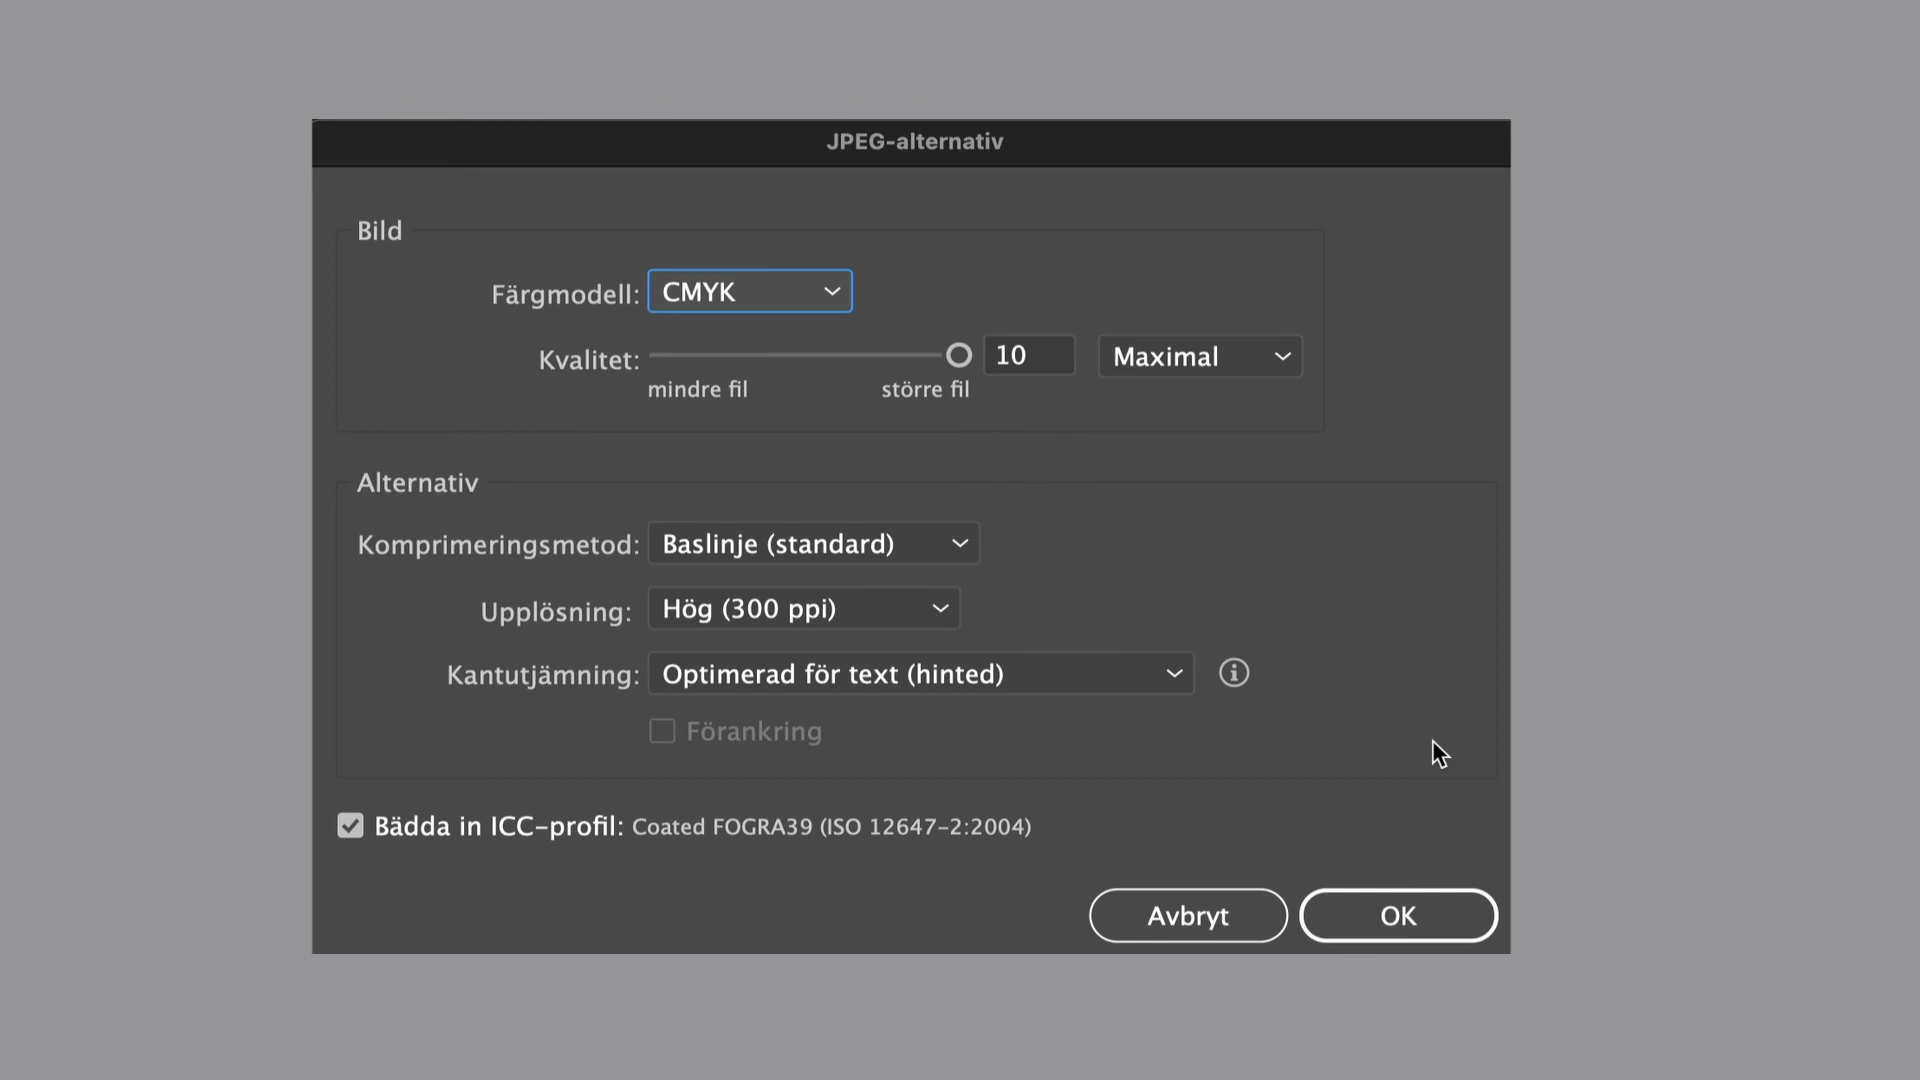 JPEG-alternativ
Bild
Färgmodell: CMYK
Kvalitet: 10 Maximal
mindre fil större fil
Alternativ
Komprimeringsmetod: Baslinje (standard)
Upplösning: Hög (300 ppi)
Kantutjämning: Optimerad för text (hinted)
Förankring
Bädda in ICC-profil: Coated FOGRA39 (ISO 12647-2:2004)
Avbryt OK